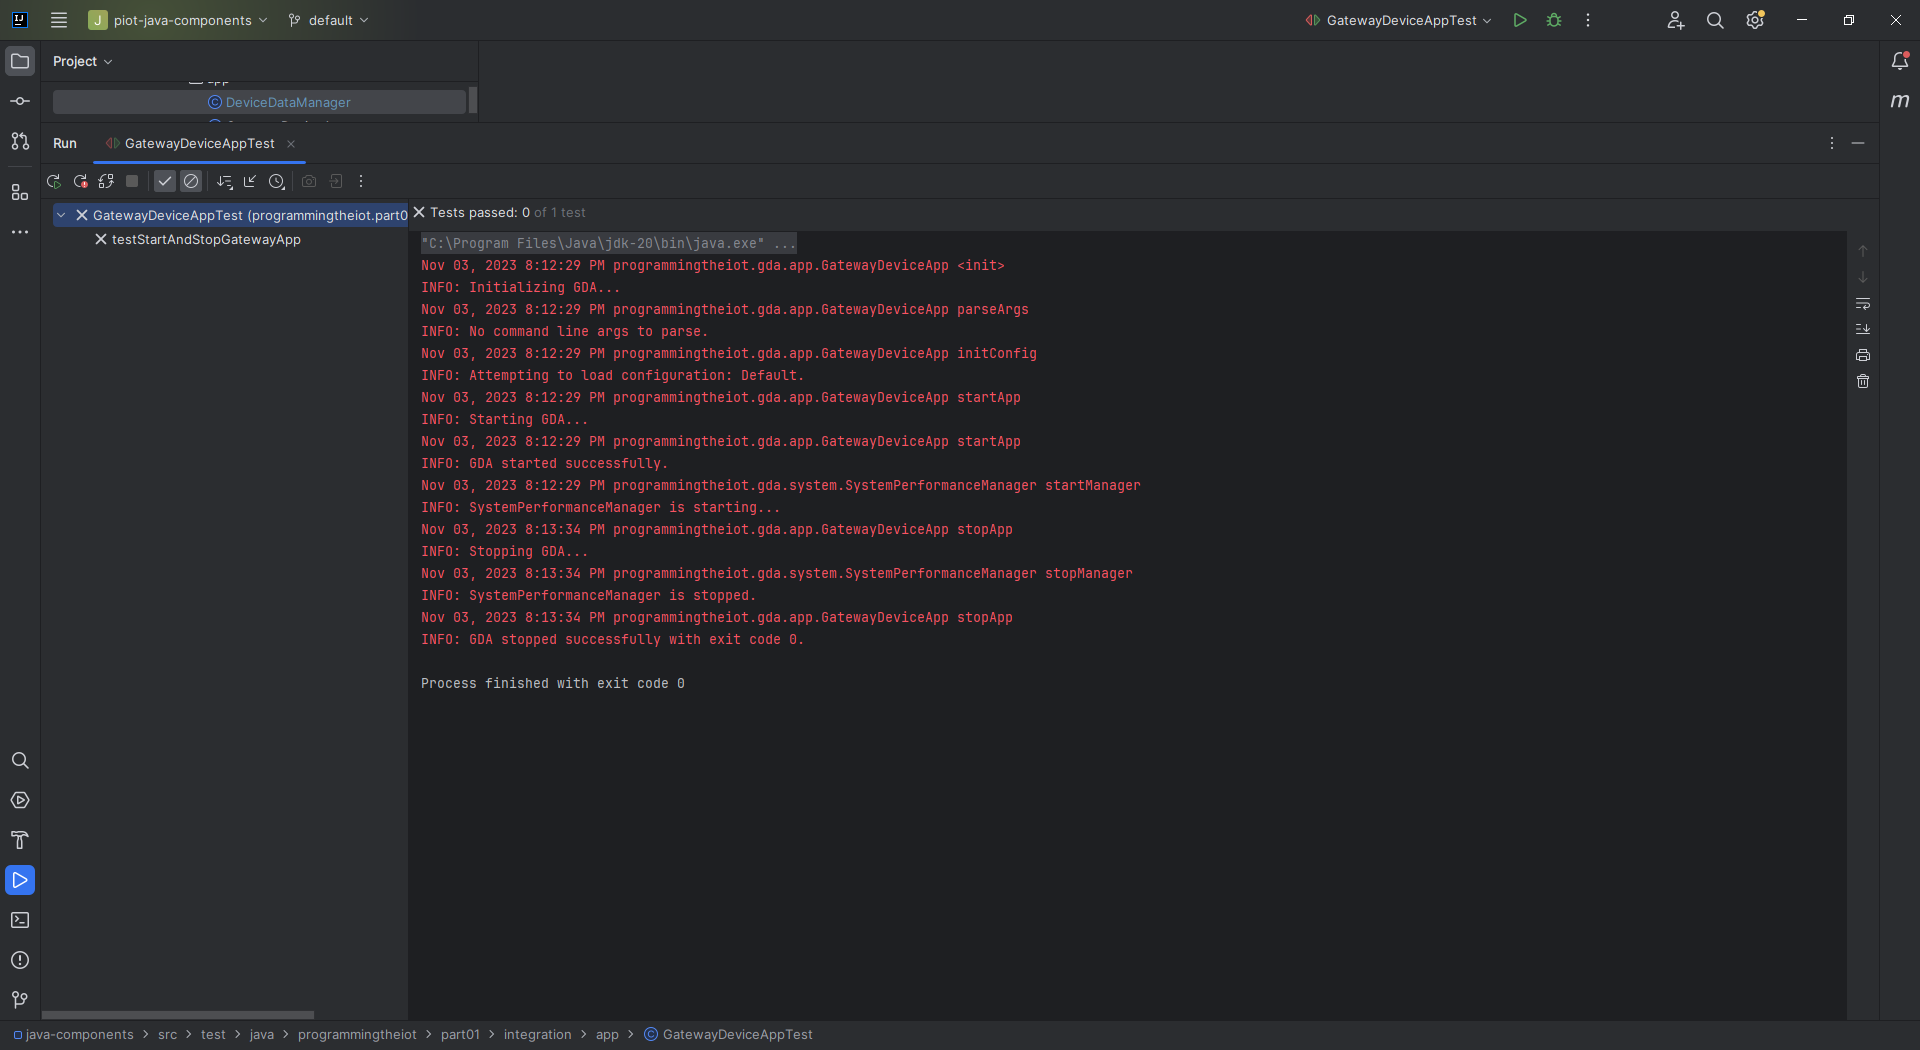 J piot-java-components default GatewayDeviceAppTest
Project
app
DeviceDataManager
Run GatewayDeviceAppTest
GatewayDeviceAppTest (programmingtheiot.part0
testStartAndStopGatewayApp
Tests passed: 0 of 1 test
"C:\Program Files\Java\jdk-20\bin\java.exe" ...
Nov 03, 2023 8:12:29 PM programmingtheiot.gda.app.GatewayDeviceApp <init>
INFO: Initializing GDA...
Nov 03, 2023 8:12:29 PM programmingtheiot.gda.app.GatewayDeviceApp parseArgs
INFO: No command line args to parse.
Nov 03, 2023 8:12:29 PM programmingtheiot.gda.app.GatewayDeviceApp initConfig
INFO: Attempting to load configuration: Default.
Nov 03, 2023 8:12:29 PM programmingtheiot.gda.app.GatewayDeviceApp startApp
INFO: Starting GDA...
Nov 03, 2023 8:12:29 PM programmingtheiot.gda.app.GatewayDeviceApp startApp
INFO: GDA started successfully.
Nov 03, 2023 8:12:29 PM programmingtheiot.gda.system.SystemPerformanceManager startManager
INFO: SystemPerformanceManager is starting...
Nov 03, 2023 8:13:34 PM programmingtheiot.gda.app.GatewayDeviceApp stopApp
INFO: Stopping GDA...
Nov 03, 2023 8:13:34 PM programmingtheiot.gda.system.SystemPerformanceManager stopManager
INFO: SystemPerformanceManager is stopped.
Nov 03, 2023 8:13:34 PM programmingtheiot.gda.app.GatewayDeviceApp stopApp
INFO: GDA stopped successfully with exit code 0.
Process finished with exit code 0
java-components > src > test > java > programmingtheiot > part01 > integration > app > GatewayDeviceAppTest